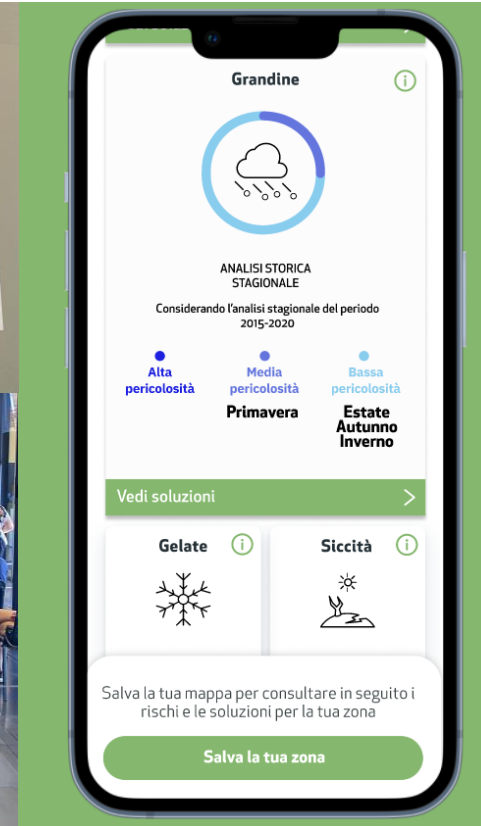 Grandine
ANALISI STORICA
STAGIONALE
Considerando l'analisi stagionale del periodo
2015-2020
Alta
pericolosità
Media
pericolosità
Primavera
Bassa
pericolosità
Estate
Autunno
Inverno
Vedi soluzioni
Gelate
Siccità
Salva la tua mappa per consultare in seguito i
rischi e le soluzioni per la tua zona
Salva la tua zona